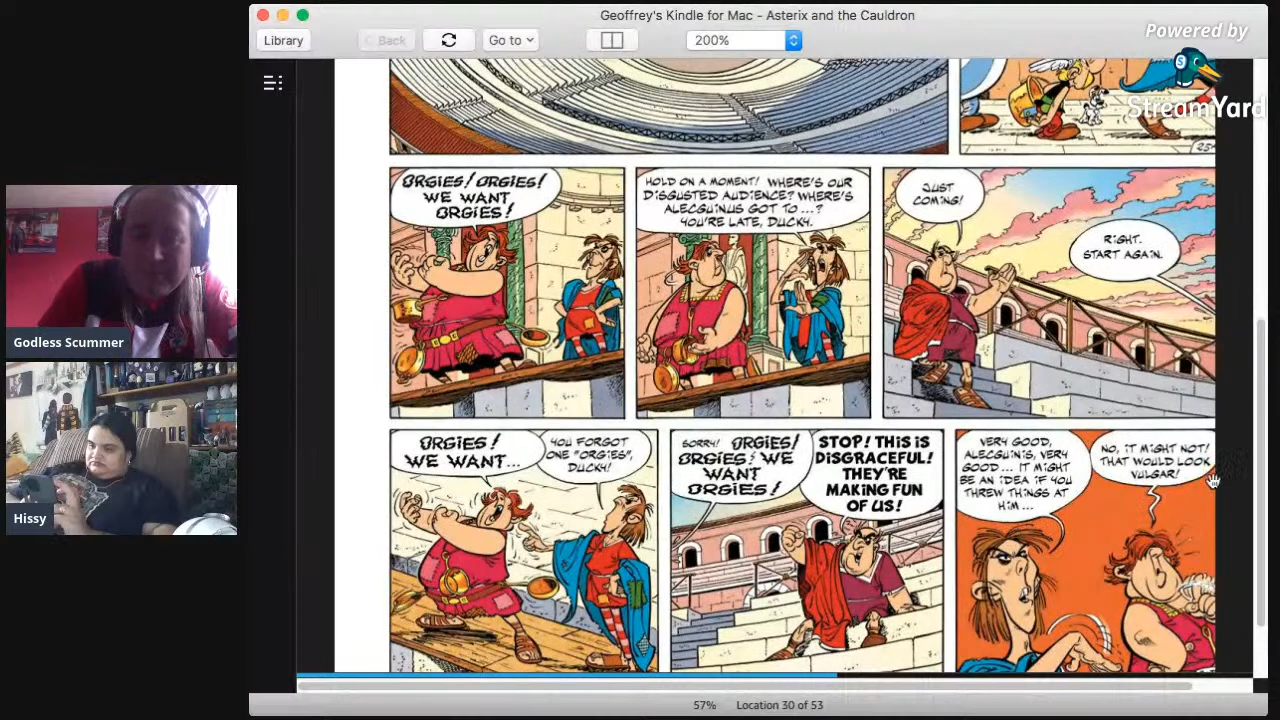 Geoffrey's Kindle for Mac - Asterix and the Cauldron
Powered by
StreamYard
Library
Back
Go to
200%
25A
ORGIES! ORGIES!
WE WANT
ORGIES!
HOLD ON A MOMENT! WHERE'S OUR
DISGUSTED AUDIENCE? WHERE'S
ALECGUINUS GOT TO...?
YOU'RE LATE, DUCKY.
JUST
COMING!
RIGHT.
START AGAIN.
ORGIES!
WE WANT...
YOU FORGOT
ONE "ORGIES",
DUCKY!
SORRY! ORGIES!
ORGIES! WE
WANT
ORGIES!
STOP! THIS IS
DISGRACEFUL!
THEY'RE
MAKING FUN
OF US!
VERY GOOD,
ALECGUINIS, VERY
GOOD... IT MIGHT
BE AN IDEA IF YOU
THREW THINGS AT
HIM...
NO, IT MIGHT NOT!
THAT WOULD LOOK
VULGAR!
Godless Scummer
Hissy
57%
Location 30 of 53